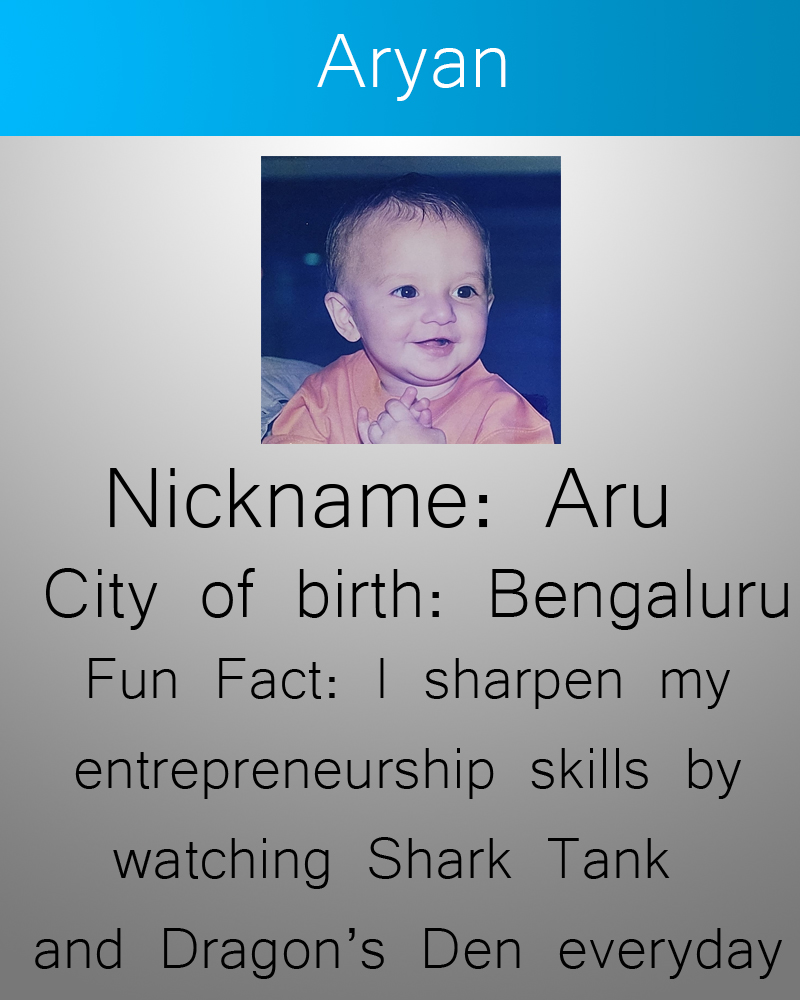 Aryan
Nickname: Aru
City of birth: Bengaluru
Fun Fact: I sharpen my
entrepreneurship skills by
watching Shark Tank
and Dragon’s Den everyday